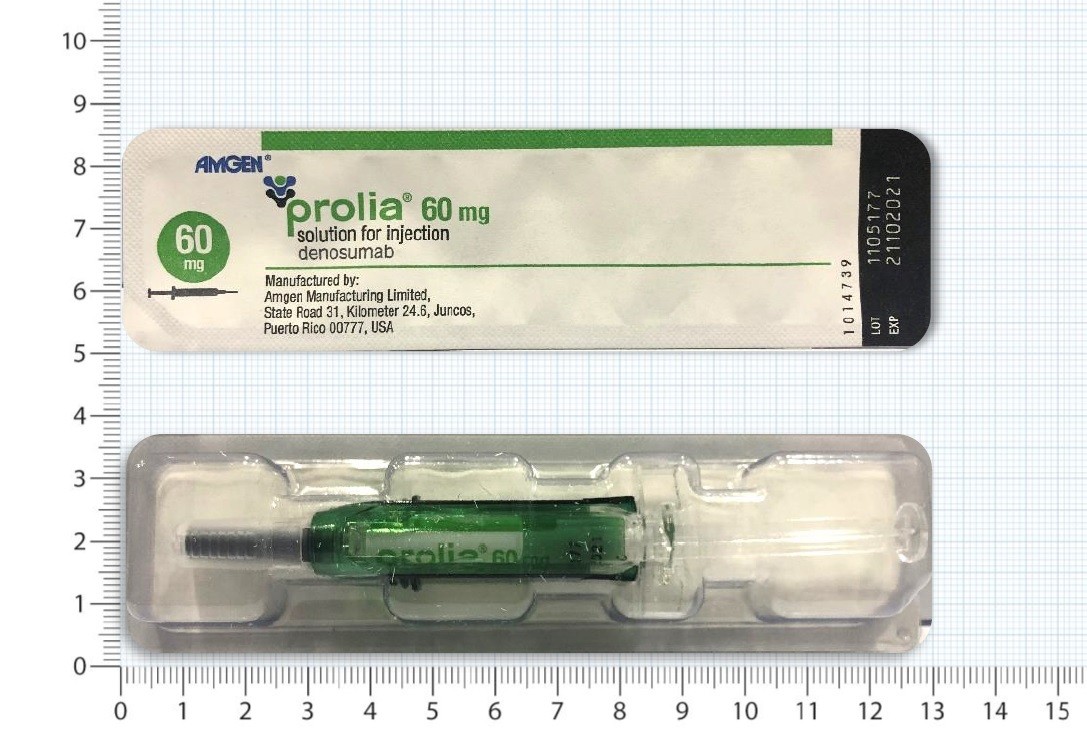 AMGEN®
prolia® 60 mg
solution for injection
denosumab
60
mg
Manufactured by:
Amgen Manufacturing Limited,
State Road 31, Kilometer 24.6, Juncos,
Puerto Rico 00777, USA
1014739
LOT 1105177
EXP 21102021
prolia® 60 mg
10
9
8
7
6
5
4
3
2
1
0
0 1 2 3 4 5 6 7 8 9 10 11 12 13 14 15